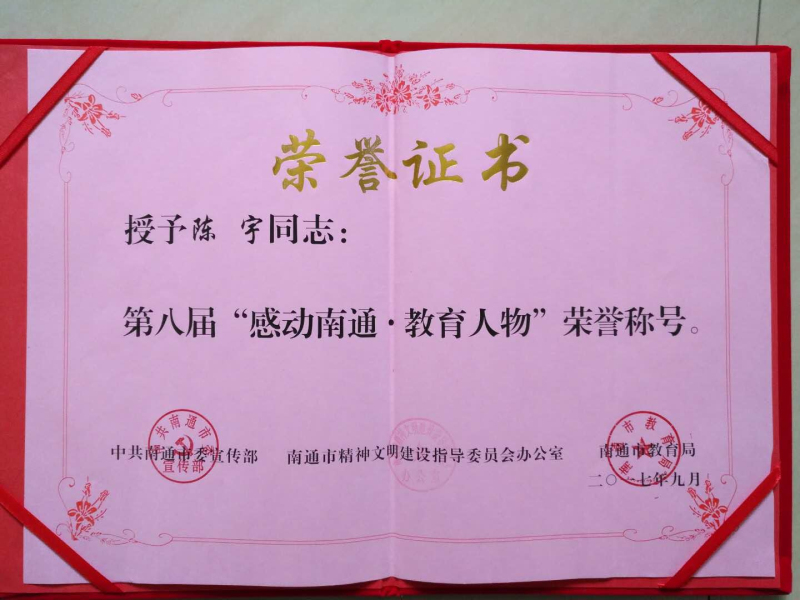 荣誉证书
授予陈 宇同志：
第八届“感动南通·教育人物”荣誉称号。
中共南通市委宣传部 南通市精神文明建设指导委员会办公室 南通市教育局
二〇一七年九月